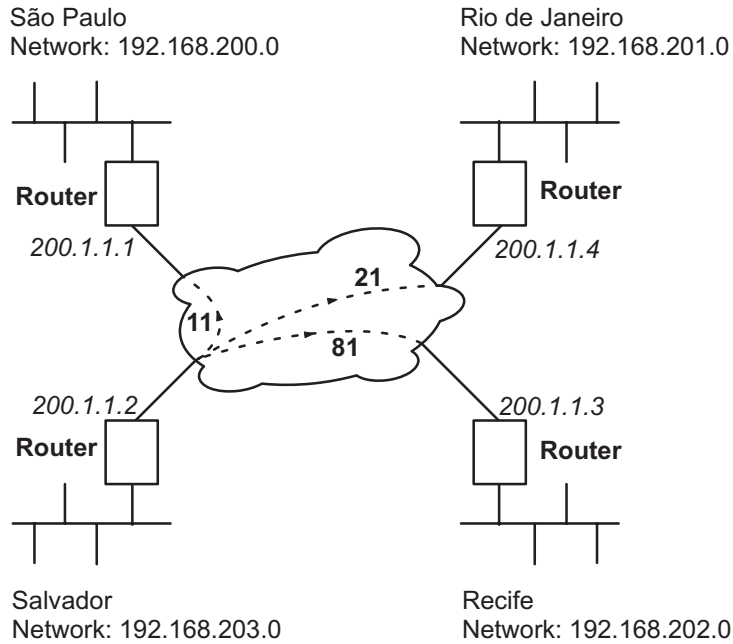 São Paulo
Network: 192.168.200.0
Rio de Janeiro
Network: 192.168.201.0
Router
Router
200.1.1.1
200.1.1.4
21
11
81
200.1.1.2
200.1.1.3
Router
Router
Salvador
Network: 192.168.203.0
Recife
Network: 192.168.202.0